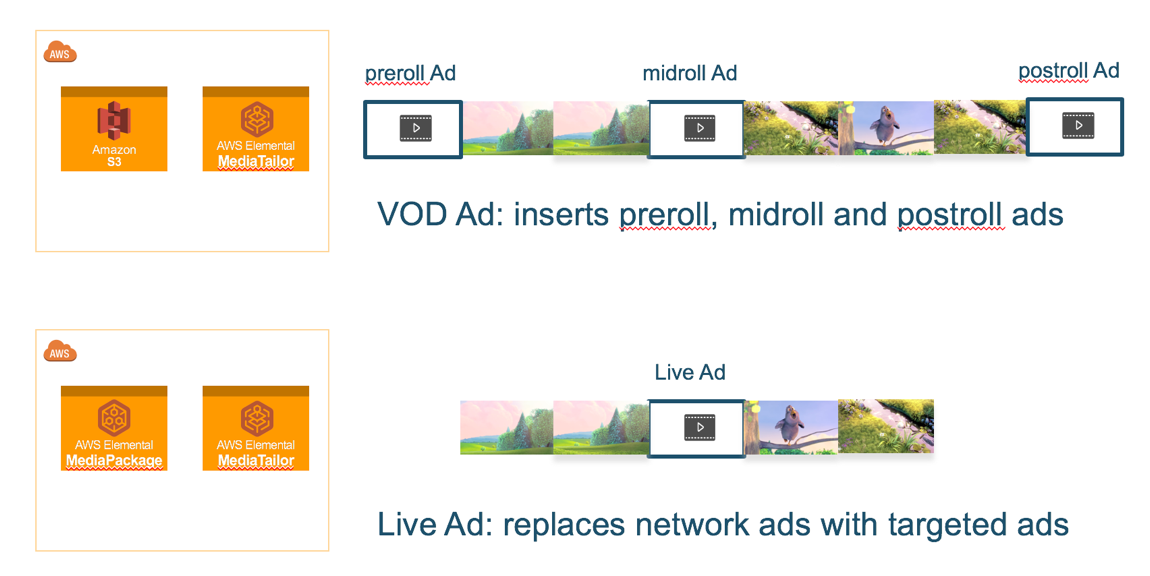 AWS
Amazon
S3
AWS Elemental
MediaTailor
preroll Ad
midroll Ad
postroll Ad
VOD Ad: inserts preroll, midroll and postroll ads
AWS
AWS Elemental
MediaPackage
AWS Elemental
MediaTailor
Live Ad
Live Ad: replaces network ads with targeted ads